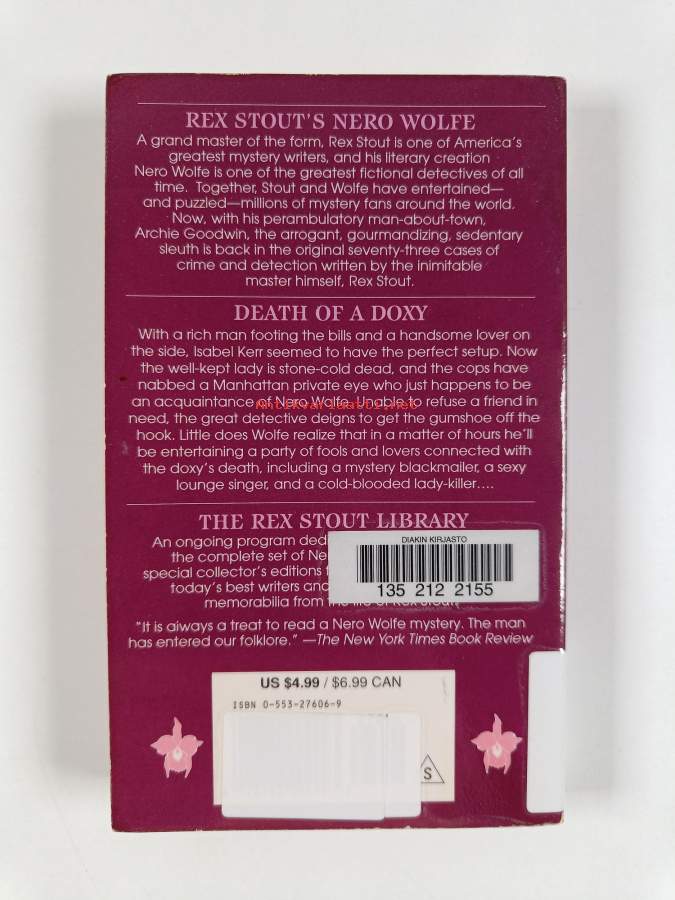 REX STOUT'S NERO WOLFE
A grand master of the form, Rex Stout is one of America's
greatest mystery writers, and his literary creation
Nero Wolfe is one of the greatest fictional detectives of all
time. Together, Stout and Wolfe have entertained—
and puzzled—millions of mystery fans around the world.
Now, with his perambulatory man-about-town,
Archie Goodwin, the arrogant, gourmandizing, sedentary
sleuth is back in the original seventy-three cases of
crime and detection written by the inimitable
master himself, Rex Stout.
DEATH OF A DOXY
With a rich man footing the bills and a handsome lover on
the side, Isabel Kerr seemed to have the perfect setup. Now
the well-kept lady is stone-cold dead, and the cops have
nabbed a Manhattan private eye who just happens to be
an acquaintance of Nero Wolfe. Unable to refuse a friend in
Antikvariaatti.net
need, the great detective deigns to get the gumshoe off the
hook. Little does Wolfe realize that in a matter of hours he'll
be entertaining a party of fools and lovers connected with
the doxy's death, including a mystery blackmailer, a sexy
lounge singer, and a cold-blooded lady-killer....
THE REX STOUT LIBRARY
An ongoing program
the complete set of
special collector's editions
today's best writers and
memorabilia from the life of Rex Stout.
DIAKIN KIRJASTO
135 212 2155
"It is always a treat to read a Nero Wolfe mystery. The man
has entered our folklore." —The New York Times Book Review
US $4.99 / $6.99 CAN
ISBN 0-553-27606-9
S